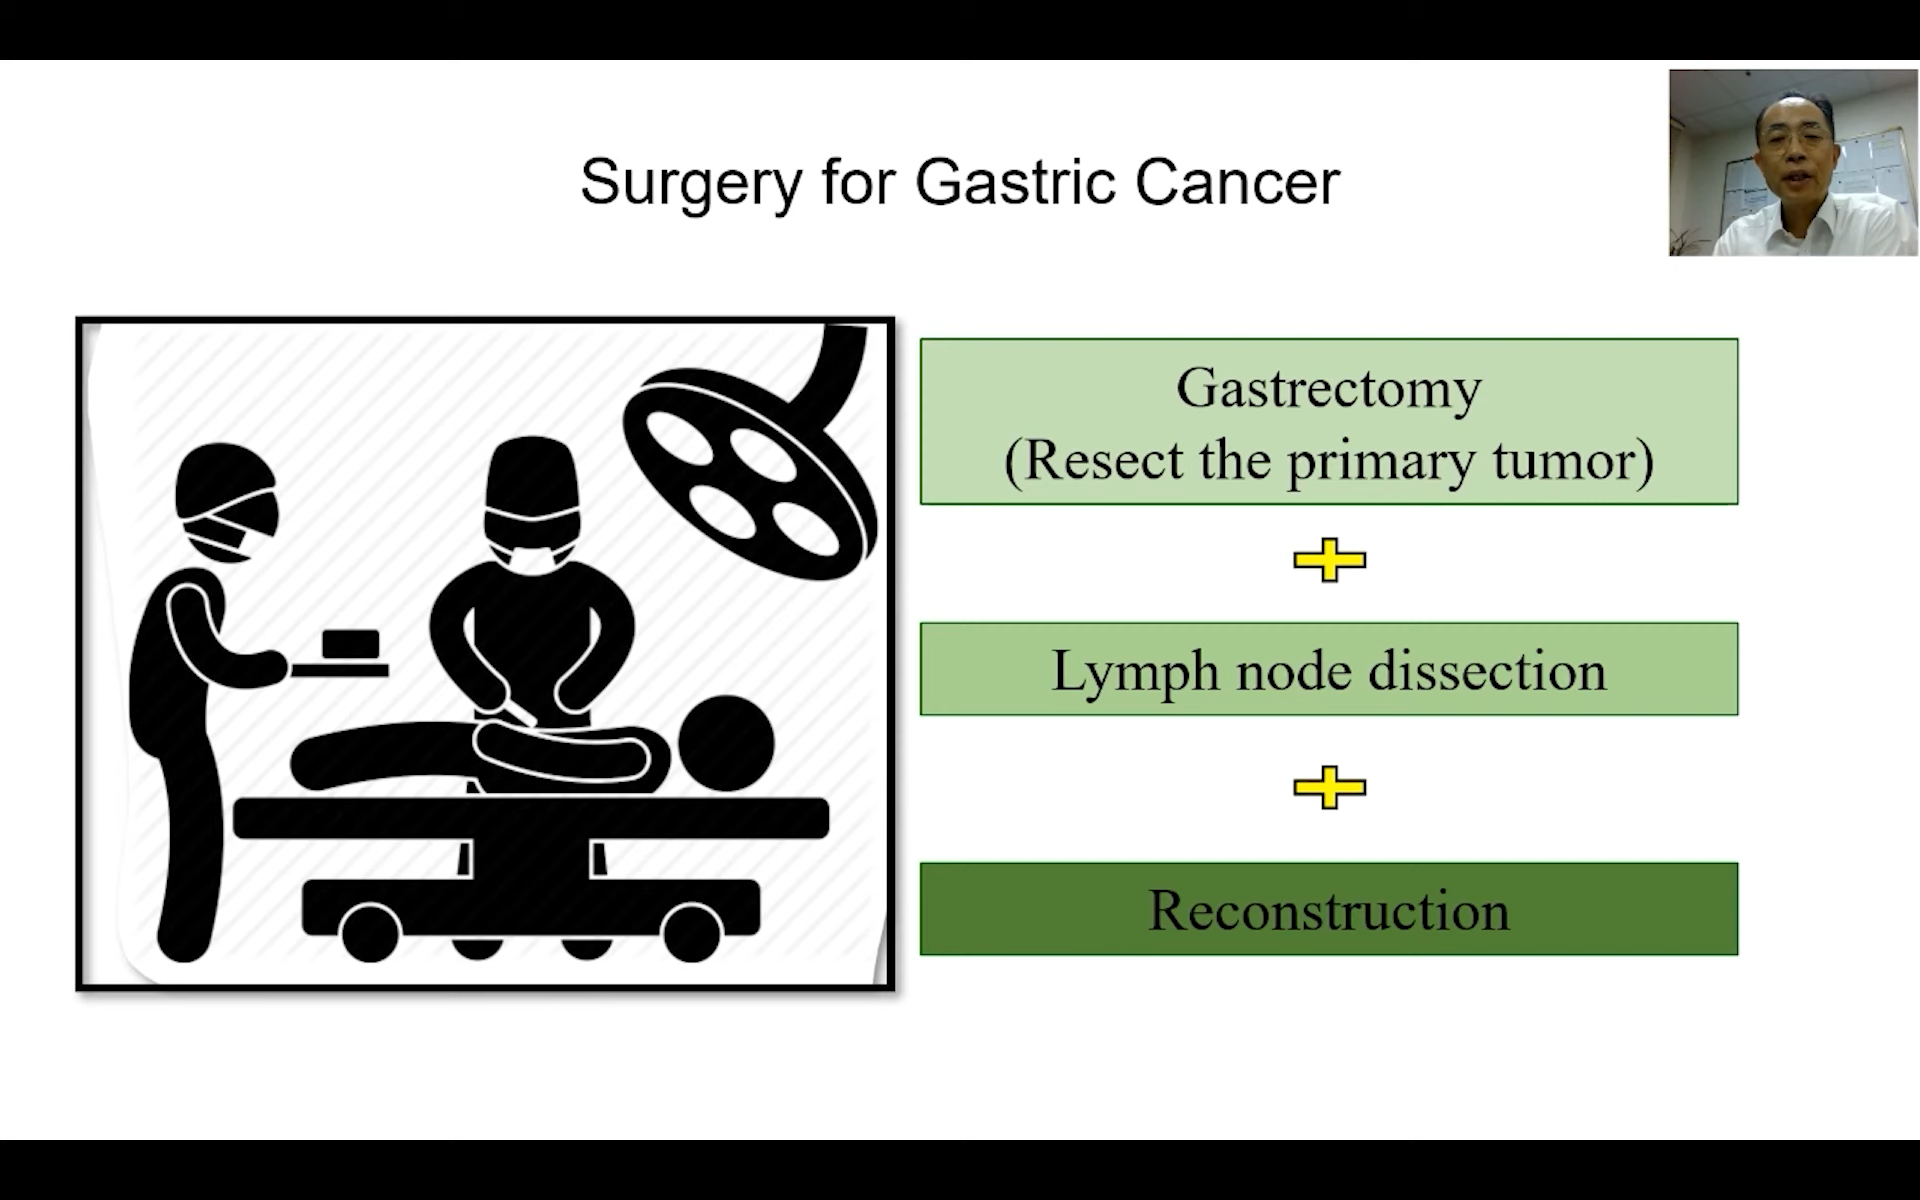 Surgery for Gastric Cancer
Gastrectomy
(Resect the primary tumor)
Lymph node dissection
Reconstruction